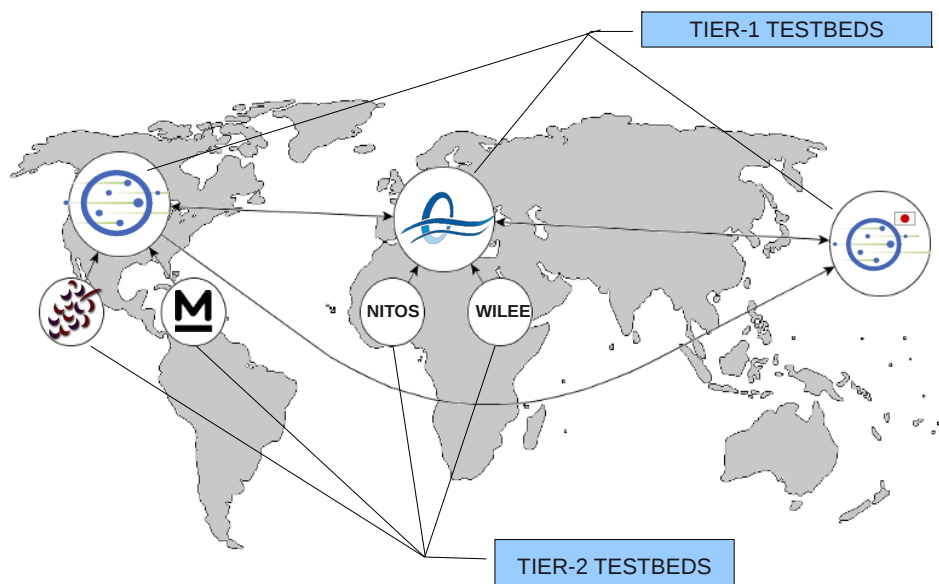 TIER-1 TESTBEDS
M
NITOS
WILEE
TIER-2 TESTBEDS